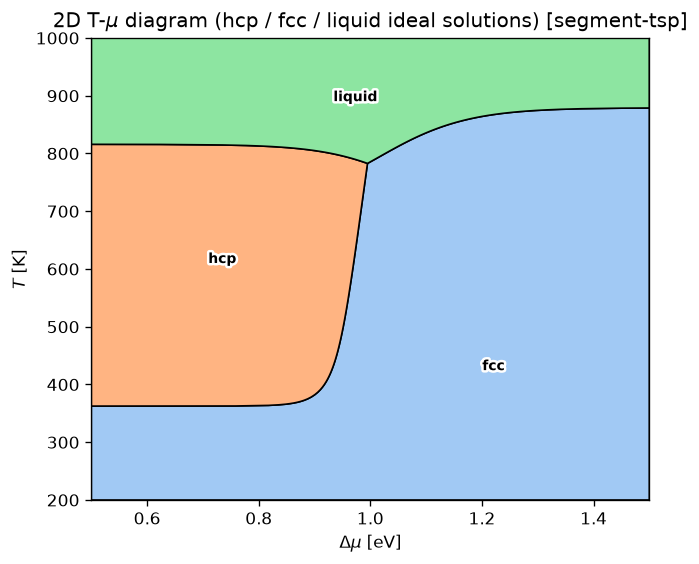 2D T-μ diagram (hcp / fcc / liquid ideal solutions) [segment-tsp]
1000
900
800
700
600
500
400
300
200
T [K]
liquid
hcp
fcc
0.6 0.8 1.0 1.2 1.4
Δμ [eV]